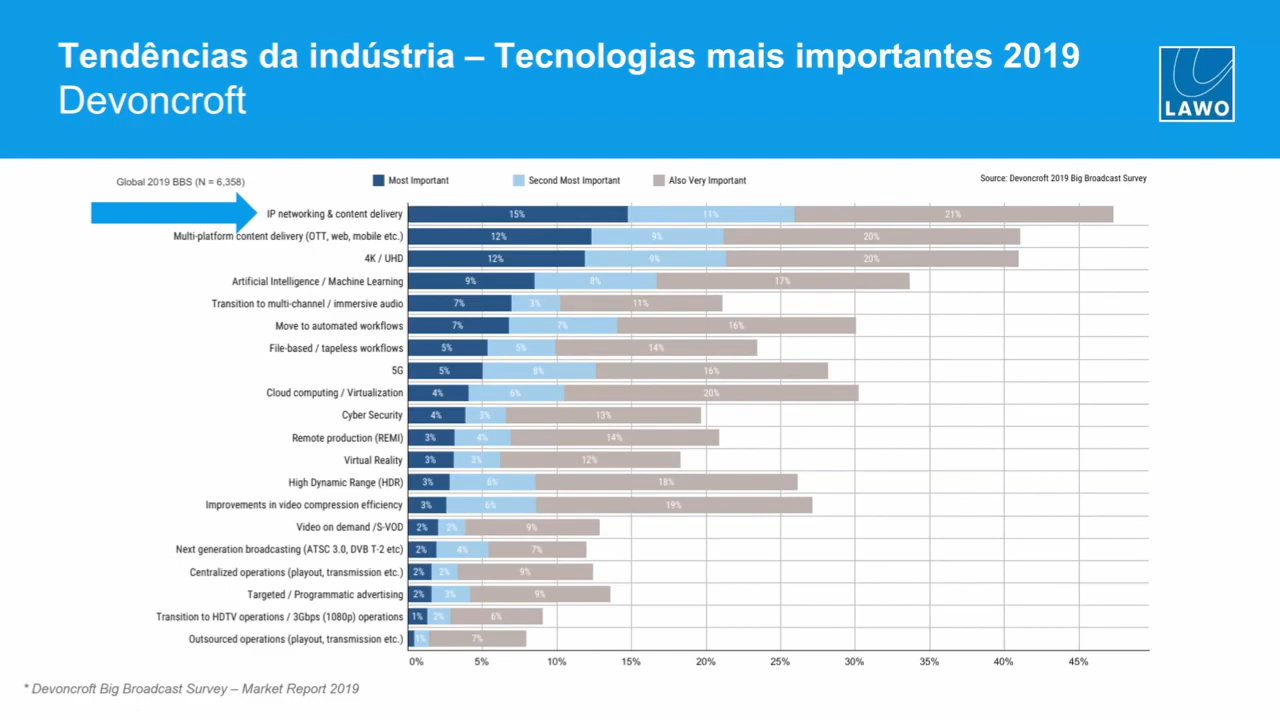 Tendências da indústria – Tecnologias mais importantes 2019
Devoncroft
LAWO
Global 2019 BBS (N = 6,358)
Most Important
Second Most Important
Also Very Important
Source: Devoncroft 2019 Big Broadcast Survey
IP networking & content delivery 15% 11% 21%
Multi-platform content delivery (OTT, web, mobile etc.) 12% 9% 20%
4K / UHD 12% 9% 20%
Artificial Intelligence / Machine Learning 9% 8% 17%
Transition to multi-channel / immersive audio 7% 3% 11%
Move to automated workflows 7% 7% 16%
File-based / tapeless workflows 5% 5% 14%
5G 5% 8% 16%
Cloud computing / Virtualization 4% 6% 20%
Cyber Security 4% 3% 13%
Remote production (REMI) 3% 4% 14%
Virtual Reality 3% 3% 12%
High Dynamic Range (HDR) 3% 6% 18%
Improvements in video compression efficiency 3% 6% 19%
Video on demand /S-VOD 2% 2% 9%
Next generation broadcasting (ATSC 3.0, DVB T-2 etc) 2% 4% 7%
Centralized operations (playout, transmission etc.) 2% 2% 9%
Targeted / Programmatic advertising 2% 3% 9%
Transition to HDTV operations / 3Gbps (1080p) operations 1% 2% 6%
Outsourced operations (playout, transmission etc.) 1% 7%
0% 5% 10% 15% 20% 25% 30% 35% 40% 45%
* Devoncroft Big Broadcast Survey – Market Report 2019